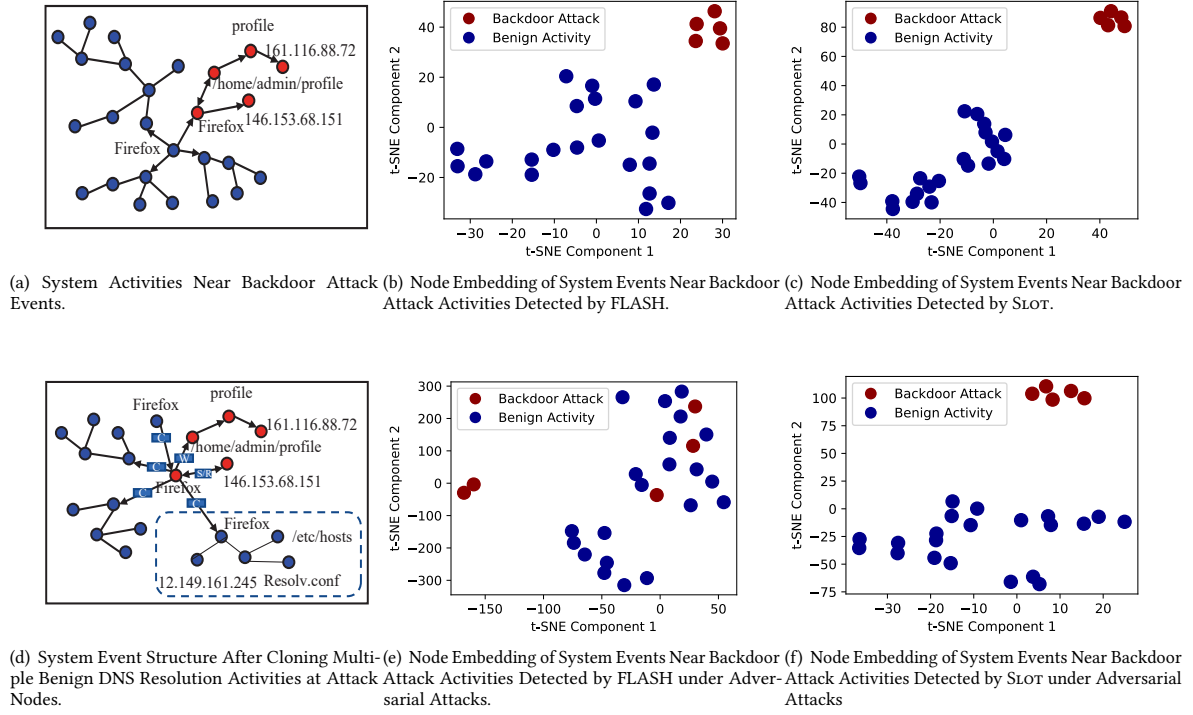 profile
161.116.88.72
/home/admin/profile
Firefox
146.153.68.151
Firefox
Backdoor Attack
Benign Activity
t-SNE Component 2
40
20
0
−20
−30 −20 −10 0 10 20 30
t-SNE Component 1
Backdoor Attack
Benign Activity
t-SNE Component 2
80
60
40
20
0
−20
−40
−40 −20 0 20 40
t-SNE Component 1
(a) System Activities Near Backdoor Attack
Events.
(b) Node Embedding of System Events Near Backdoor
Attack Activities Detected by FLASH.
(c) Node Embedding of System Events Near Backdoor
Attack Activities Detected by SLOT.
profile
Firefox
161.116.88.72
C
/home/admin/profile
W
C
S/R
146.153.68.151
Firefox
C
C
Firefox
/etc/hosts
12.149.161.245
Resolv.conf
Backdoor Attack
Benign Activity
t-SNE Component 2
300
200
100
0
−100
−200
−300
−150 −100 −50 0 50
t-SNE Component 1
Backdoor Attack
Benign Activity
t-SNE Component 2
100
75
50
25
0
−25
−50
−75
−30 −20 −10 0 10 20
t-SNE Component 1
(d) System Event Structure After Cloning Multi-
ple Benign DNS Resolution Activities at Attack
Nodes.
(e) Node Embedding of System Events Near Backdoor
Attack Activities Detected by FLASH under Adver-
sarial Attacks.
(f) Node Embedding of System Events Near Backdoor
Attack Activities Detected by SLOT under Adversarial
Attacks